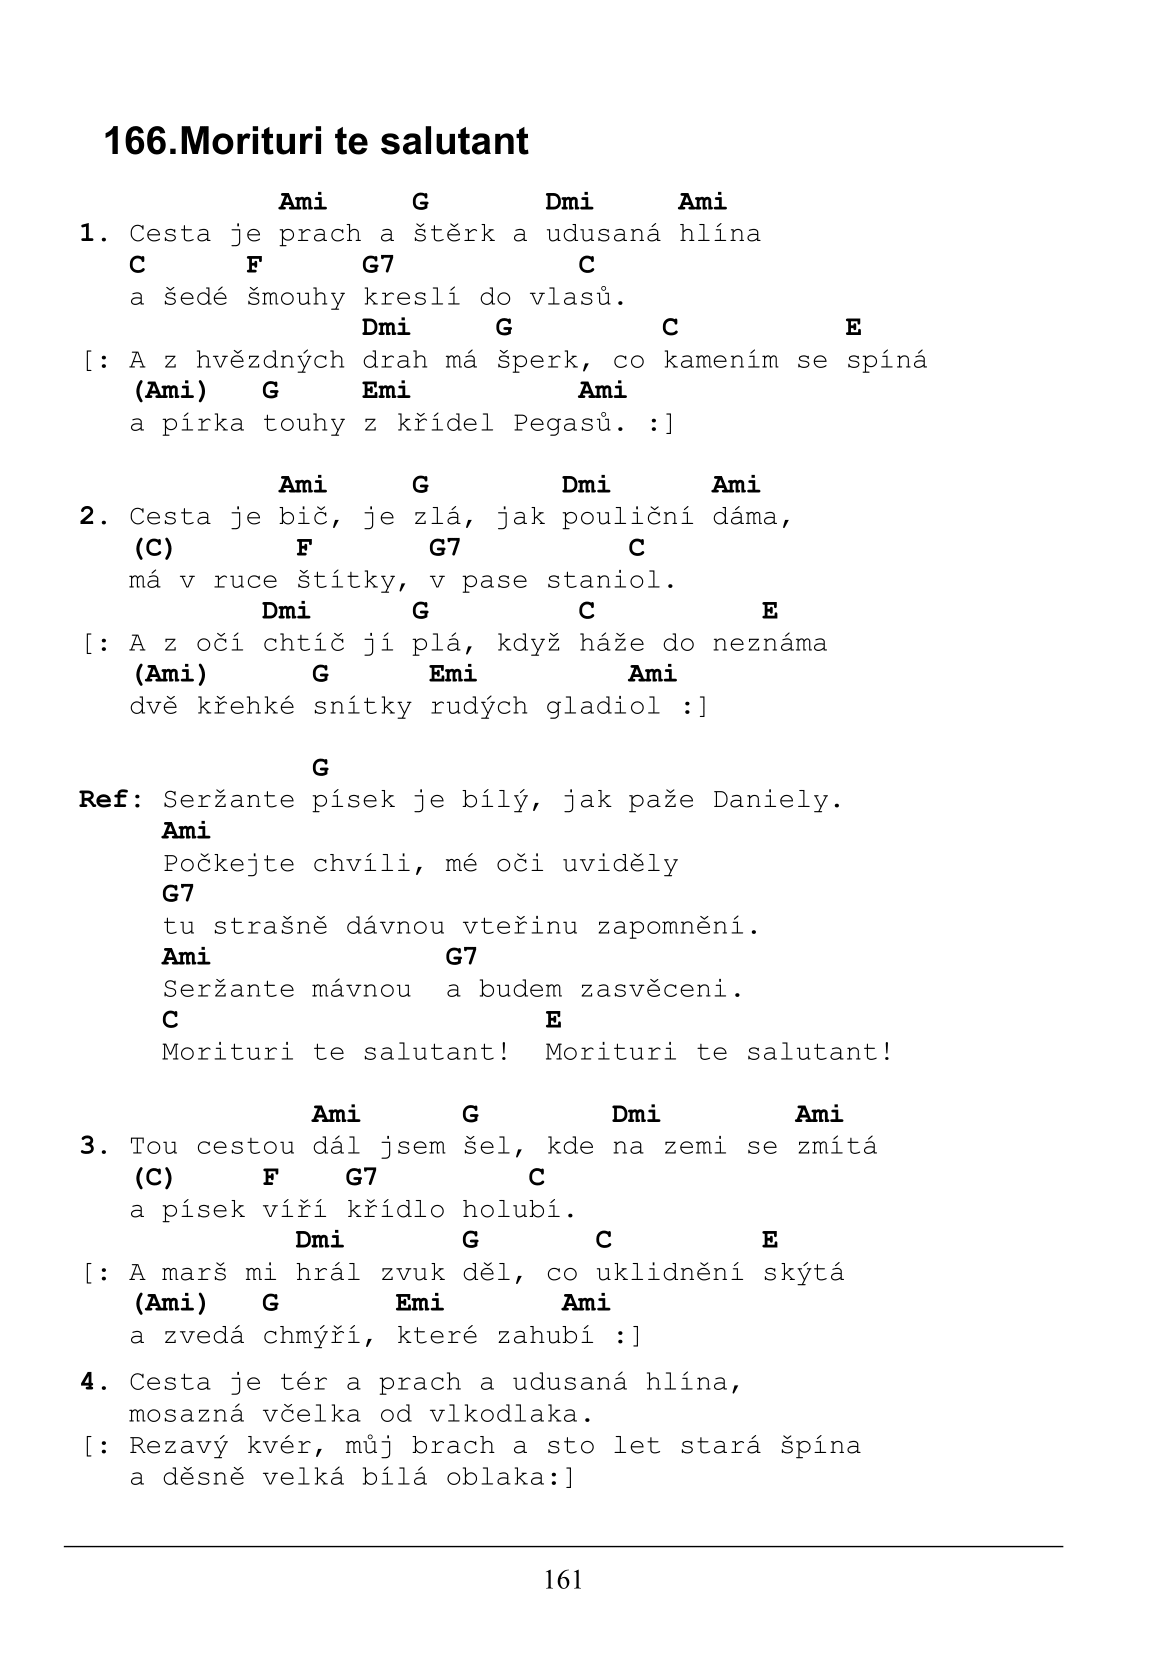 166.Morituri te salutant
Ami G Dmi Ami
1. Cesta je prach a štěrk a udusaná hlína
C F G7 C
a šedé šmouhy kreslí do vlasů.
Dmi G C E
[: A z hvězdných drah má šperk, co kamením se spíná
(Ami) G Emi Ami
a pírka touhy z křídel Pegasů. :]
Ami G Dmi Ami
2. Cesta je bič, je zlá, jak pouliční dáma,
(C) F G7 C
má v ruce štítky, v pase staniol.
Dmi G C E
[: A z očí chtíč jí plá, když háže do neznáma
(Ami) G Emi Ami
dvě křehké snítky rudých gladiol :]
G
Ref: Seržante písek je bílý, jak paže Daniely.
Ami
Počkejte chvíli, mé oči uviděly
G7
tu strašně dávnou vteřinu zapomnění.
Ami G7
Seržante mávnou a budem zasvěceni.
C E
Morituri te salutant! Morituri te salutant!
Ami G Dmi Ami
3. Tou cestou dál jsem šel, kde na zemi se zmítá
(C) F G7 C
a písek víří křídlo holubí.
Dmi G C E
[: A marš mi hrál zvuk děl, co uklidnění skýtá
(Ami) G Emi Ami
a zvedá chmýří, které zahubí :]
4. Cesta je tér a prach a udusaná hlína,
mosazná včelka od vlkodlaka.
[: Rezavý kvér, můj brach a sto let stará špína
a děsně velká bílá oblaka:]
161